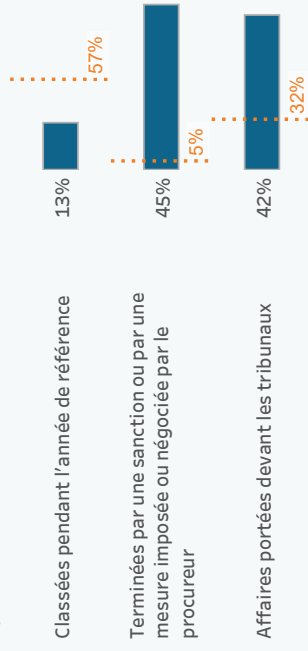 Classées pendant l'année de référence
13%
57%
Terminées par une sanction ou par une
mesure imposée ou négociée par le
procureur
45%
5%
Affaires portées devant les tribunaux
42%
32%